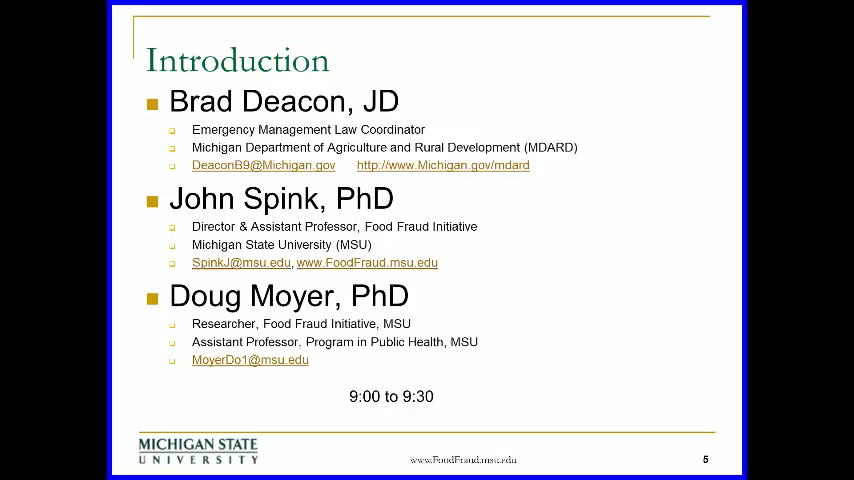 Introduction
Brad Deacon, JD
Emergency Management Law Coordinator
Michigan Department of Agriculture and Rural Development (MDARD)
DeaconB9@Michigan.gov http://www.Michigan.gov/mdard
John Spink, PhD
Director & Assistant Professor, Food Fraud Initiative
Michigan State University (MSU)
SpinkJ@msu.edu, www.FoodFraud.msu.edu
Doug Moyer, PhD
Researcher, Food Fraud Initiative, MSU
Assistant Professor, Program in Public Health, MSU
MoyerDo1@msu.edu
9:00 to 9:30
MICHIGAN STATE
UNIVERSITY
www.FoodFraud.msu.edu
5